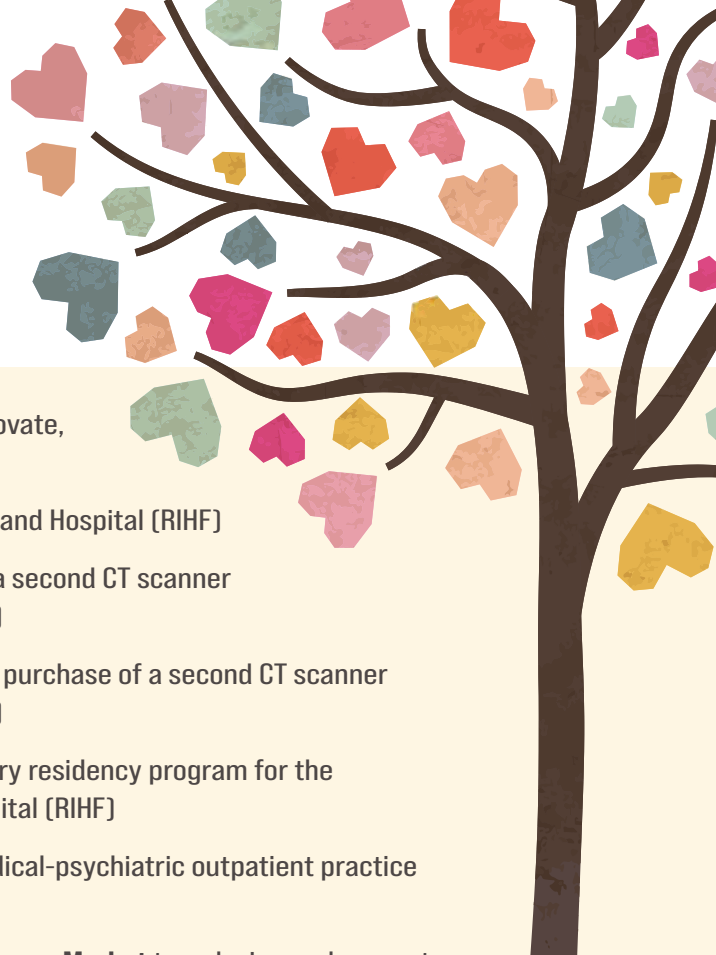 ovate,
and Hospital (RIHF)
a second CT scanner
)
purchase of a second CT scanner
)
ry residency program for the
ital (RIHF)
lical-psychiatric outpatient practice